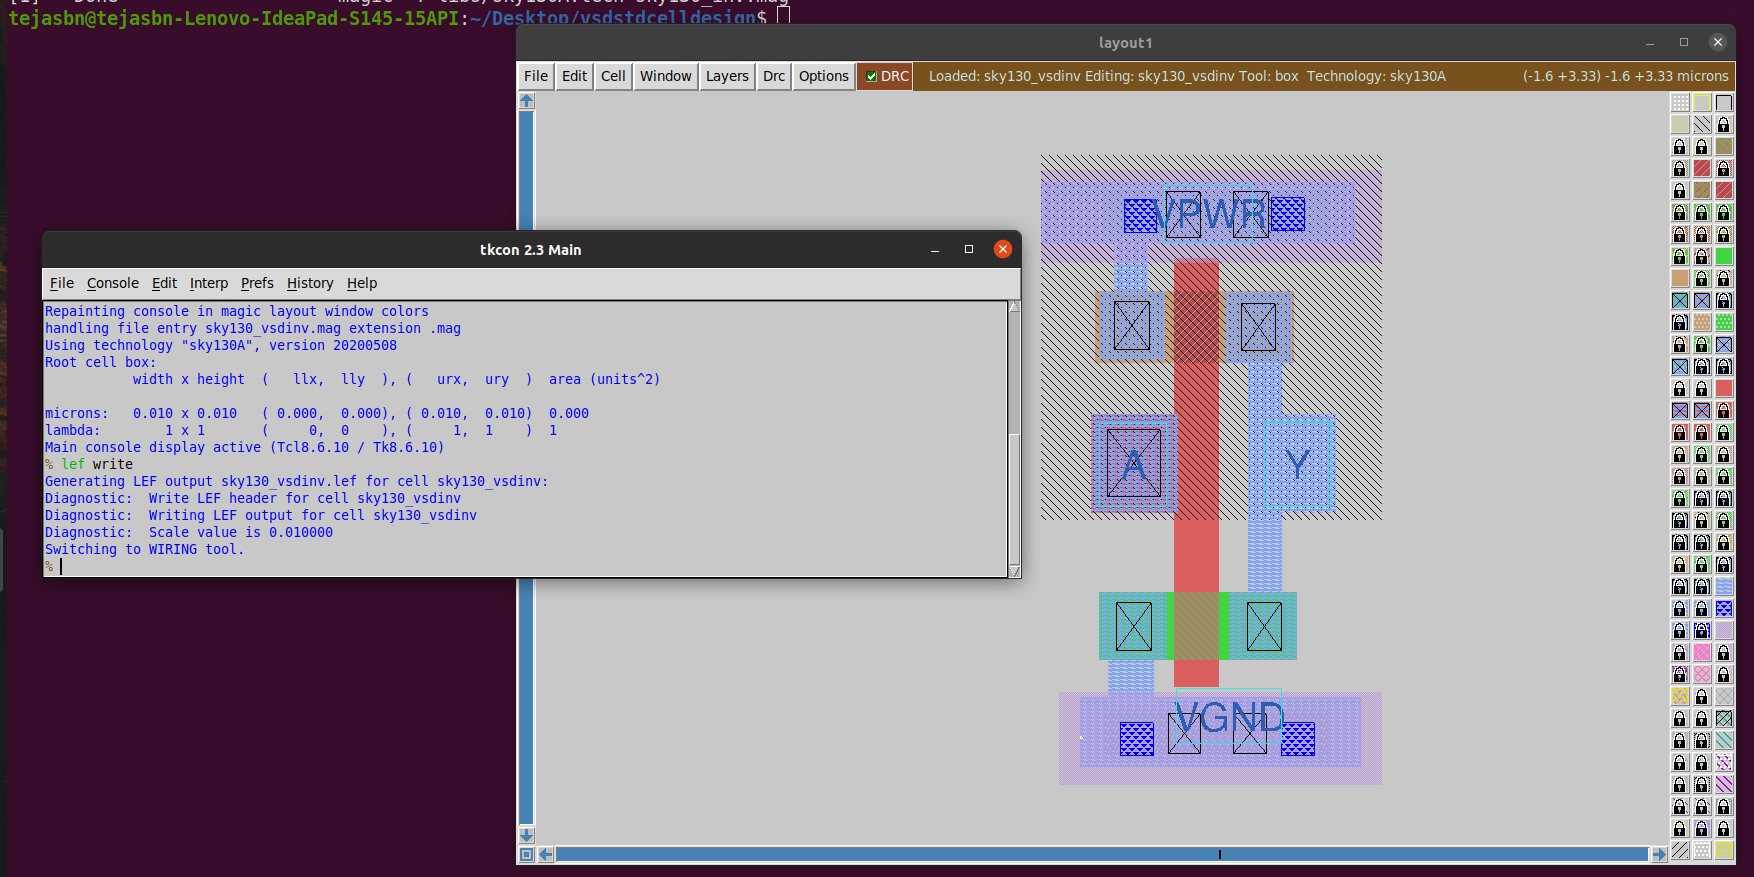 tejasbn@tejasbn-Lenovo-IdeaPad-S145-15API:~/Desktop/vsdstdcelldesign$
layout1
File Edit Cell Window Layers Drc Options DRC Loaded: sky130_vsdinv Editing: sky130_vsdinv Tool: box Technology: sky130A (-1.6 +3.33) -1.6 +3.33 microns
VPWR
A
Y
VGND
tkcon 2.3 Main
File Console Edit Interp Prefs History Help
Repainting console in magic layout window colors
handling file entry sky130_vsdinv.mag extension .mag
Using technology "sky130A", version 20200508
Root cell box:
width x height ( llx, lly ), ( urx, ury ) area (units^2)
microns: 0.010 x 0.010 ( 0.000, 0.000), ( 0.010, 0.010) 0.000
lambda: 1 x 1 ( 0, 0 ), ( 1, 1 ) 1
Main console display active (Tcl8.6.10 / Tk8.6.10)
% lef write
Generating LEF output sky130_vsdinv.lef for cell sky130_vsdinv:
Diagnostic: Write LEF header for cell sky130_vsdinv
Diagnostic: Writing LEF output for cell sky130_vsdinv
Diagnostic: Scale value is 0.010000
Switching to WIRING tool.
%